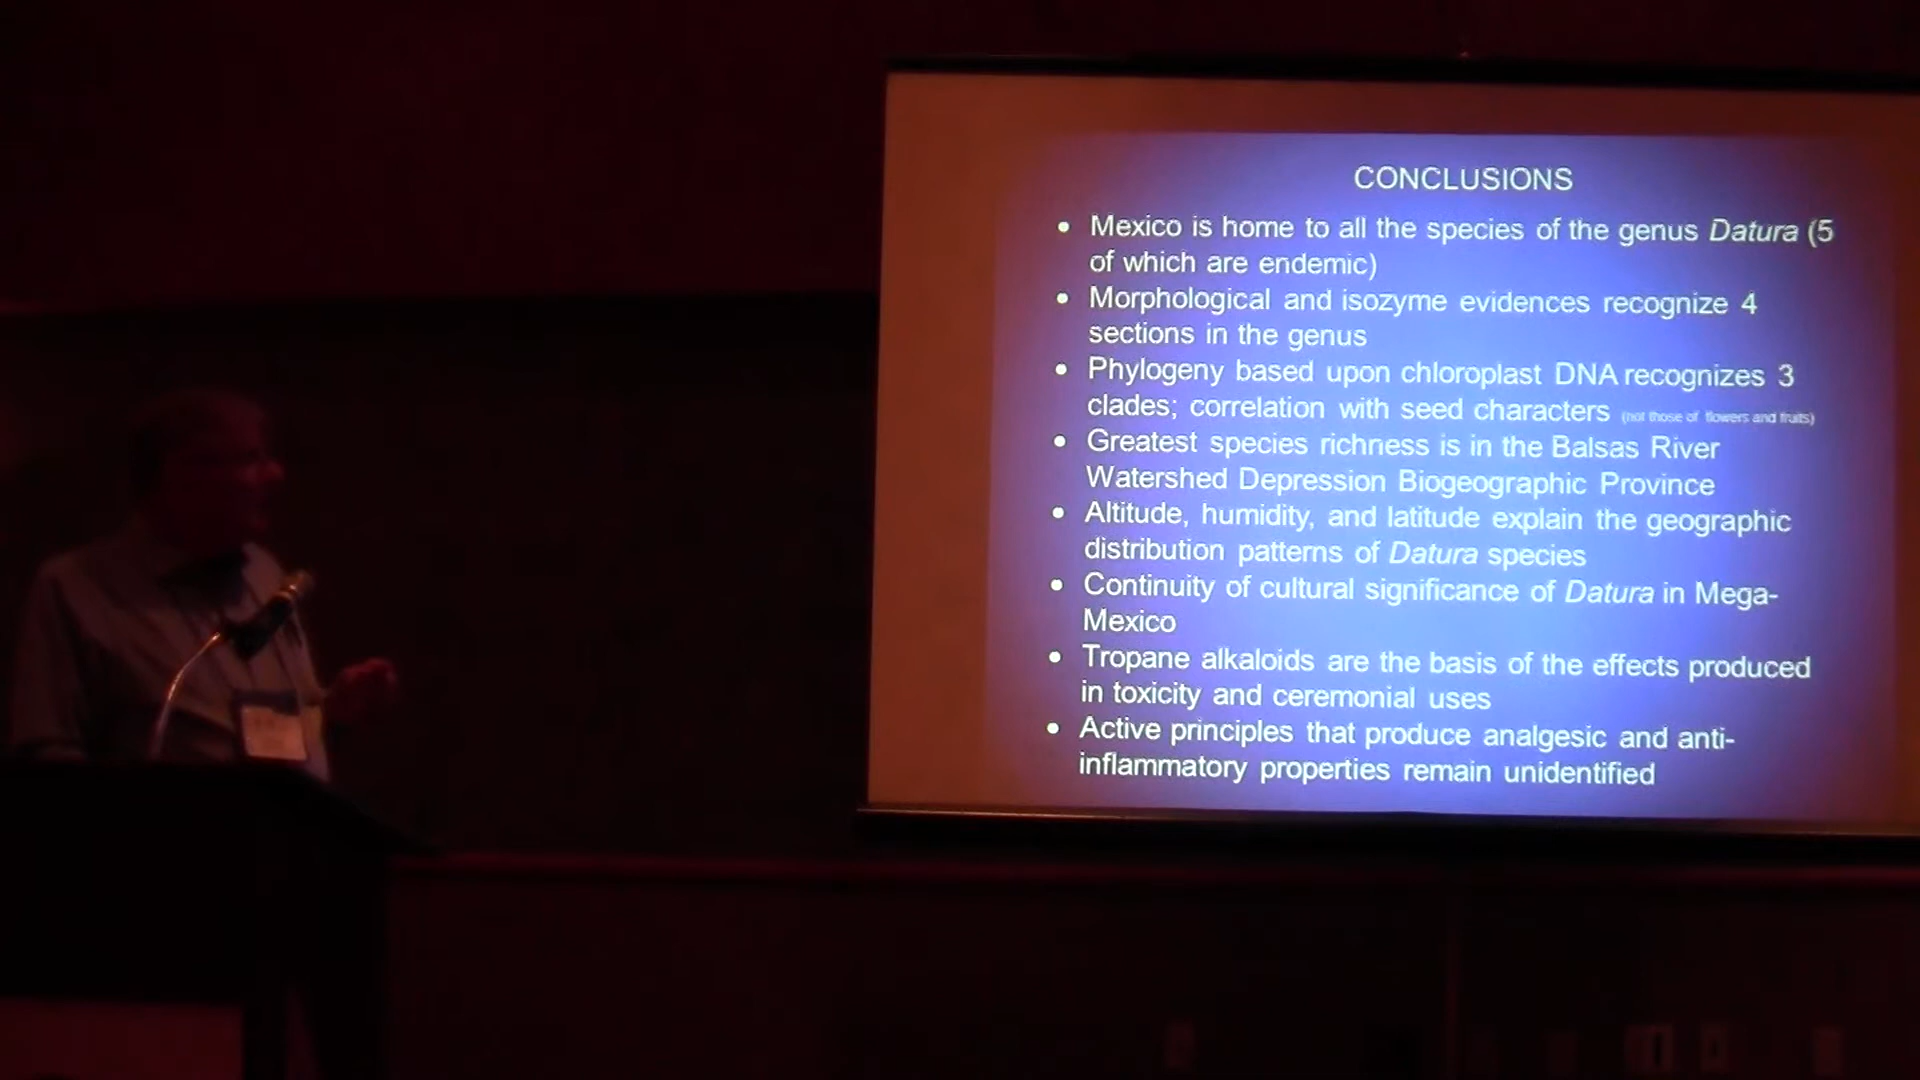 CONCLUSIONS
• Mexico is home to all the species of the genus Datura (5
of which are endemic)
• Morphological and isozyme evidences recognize 4
sections in the genus
• Phylogeny based upon chloroplast DNA recognizes 3
clades; correlation with seed characters (not those of flowers and fruits)
• Greatest species richness is in the Balsas River
Watershed Depression Biogeographic Province
• Altitude, humidity, and latitude explain the geographic
distribution patterns of Datura species
• Continuity of cultural significance of Datura in Mega-
Mexico
• Tropane alkaloids are the basis of the effects produced
in toxicity and ceremonial uses
• Active principles that produce analgesic and anti-
inflammatory properties remain unidentified